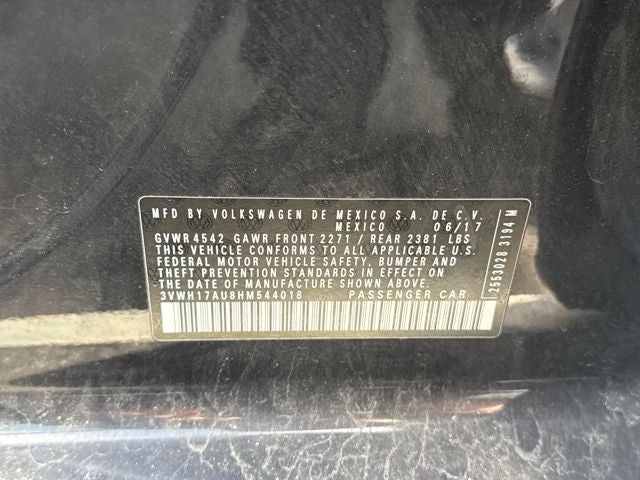 MFD BY VOLKSWAGEN DE MEXICO S.A. DE C.V.
MEXICO 06/17
GVWR 4542 GAWR FRONT 2271 / REAR 2381 LBS
THIS VEHICLE CONFORMS TO ALL APPLICABLE U.S.
FEDERAL MOTOR VEHICLE SAFETY, BUMPER AND
THEFT PREVENTION STANDARDS IN EFFECT ON
THE DATE OF MANUFACTURE SHOWN ABOVE.
3VWH17AU8HM544018 PASSENGER CAR
2553028 3194 M